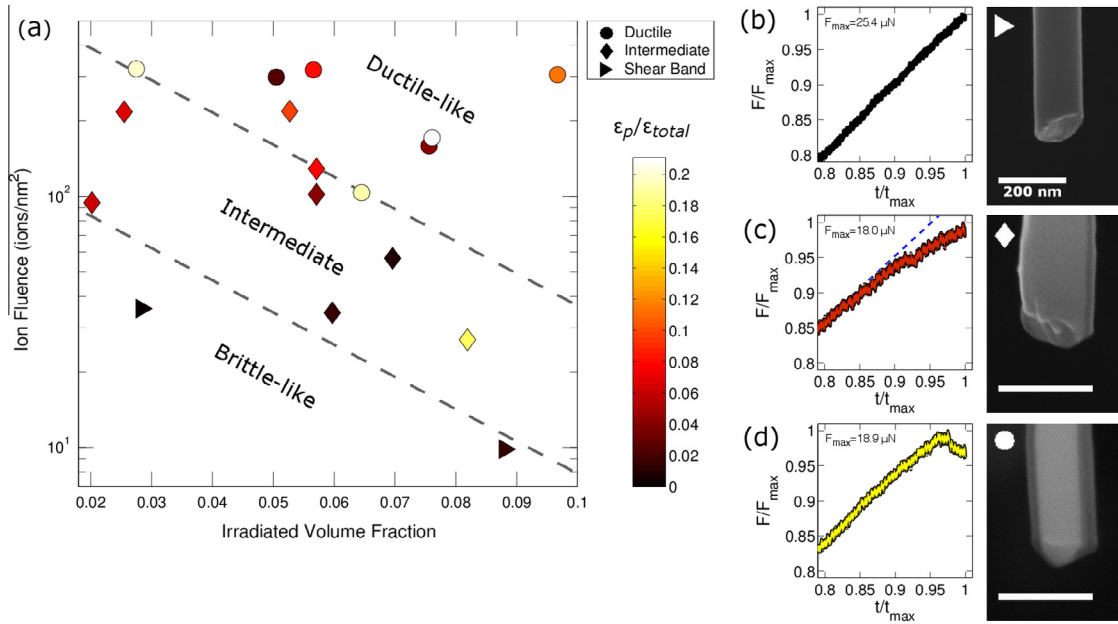 (a)
Ion Fluence (ions/nm²)
10²
10¹
0.02 0.03 0.04 0.05 0.06 0.07 0.08 0.09 0.1
Irradiated Volume Fraction
Ductile-like
Intermediate
Brittle-like
Ductile
Intermediate
Shear Band
εp/εtotal
0.2
0.18
0.16
0.14
0.12
0.1
0.08
0.06
0.04
0.02
0
(b)
Fmax=25.4 μN
F/Fmax
1
0.95
0.9
0.85
0.8
0.8 0.85 0.9 0.95 1
t/tmax
200 nm
(c)
Fmax=18.0 μN
F/Fmax
1
0.95
0.9
0.85
0.8
0.8 0.85 0.9 0.95 1
t/tmax
(d)
Fmax=18.9 μN
F/Fmax
1
0.95
0.9
0.85
0.8
0.8 0.85 0.9 0.95 1
t/tmax